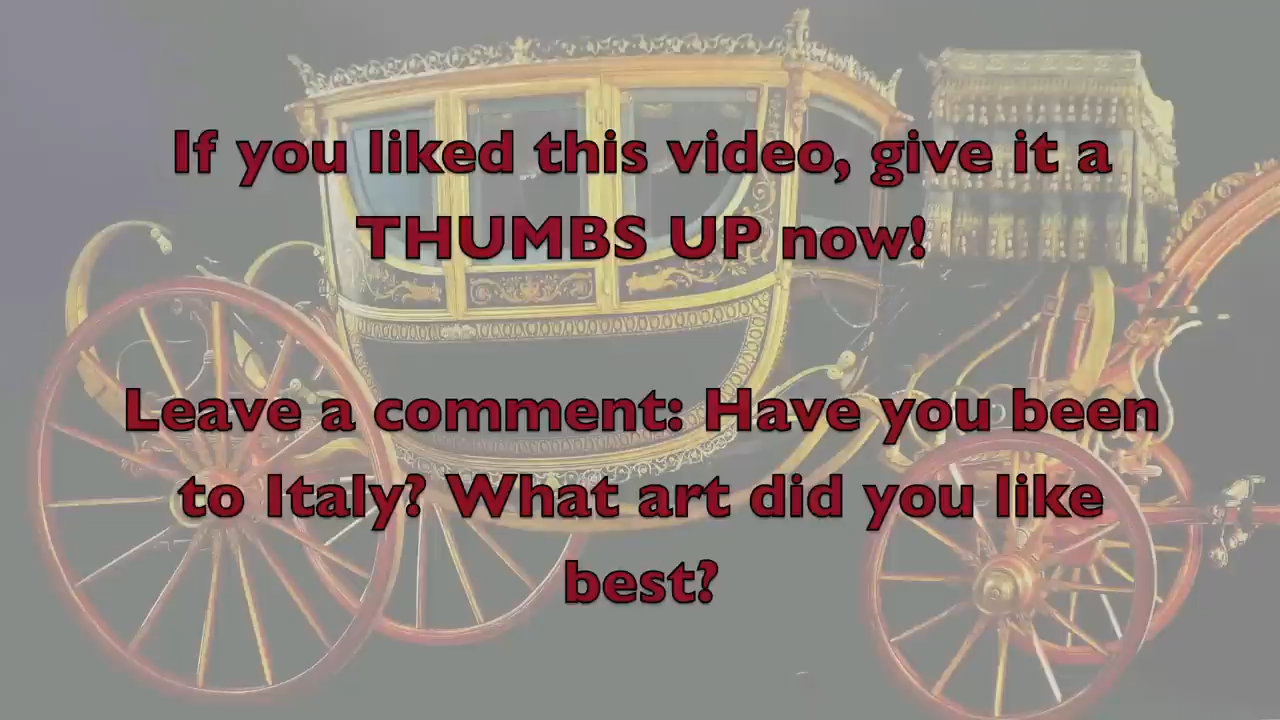 If you liked this video, give it a
THUMBS UP now!
Leave a comment: Have you been
to Italy? What art did you like
best?